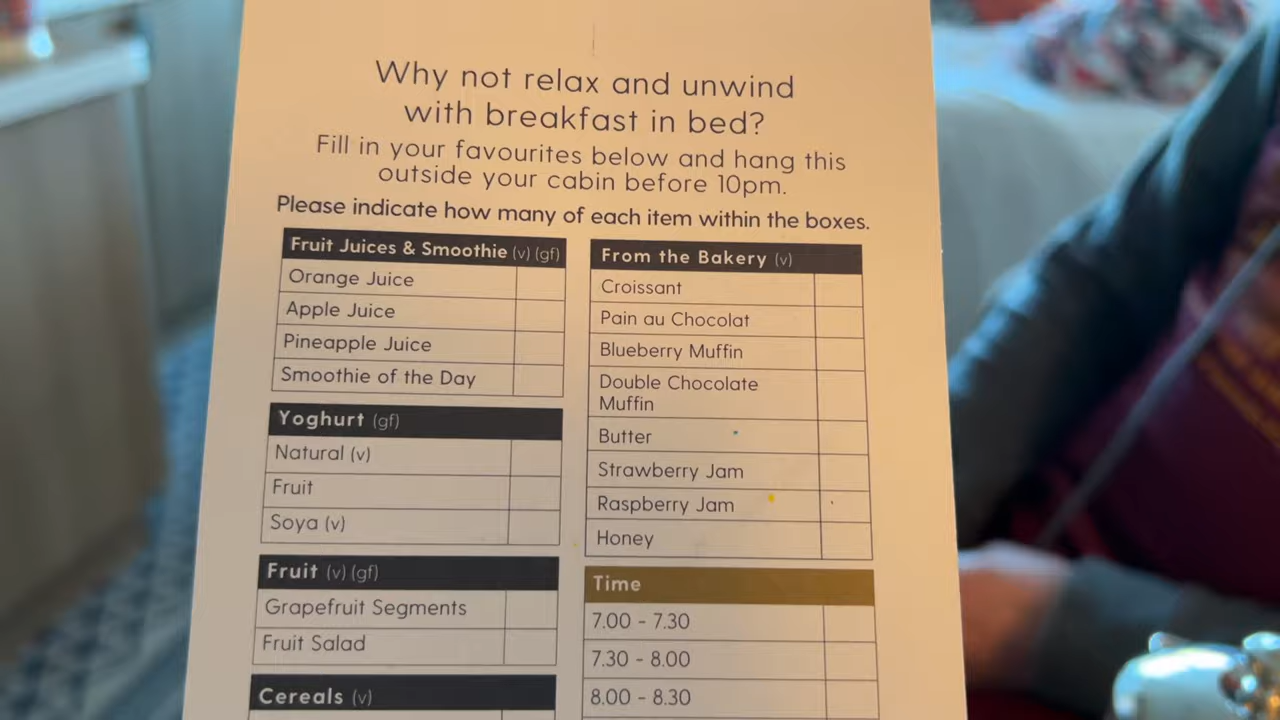 Why not relax and unwind
with breakfast in bed?
Fill in your favourites below and hang this
outside your cabin before 10pm.
Please indicate how many of each item within the boxes.
Fruit Juices & Smoothie (v) (gf)
Orange Juice
Apple Juice
Pineapple Juice
Smoothie of the Day
Yoghurt (gf)
Natural (v)
Fruit
Soya (v)
Fruit (v) (gf)
Grapefruit Segments
Fruit Salad
Cereals (v)
From the Bakery (v)
Croissant
Pain au Chocolat
Blueberry Muffin
Double Chocolate
Muffin
Butter
Strawberry Jam
Raspberry Jam
Honey
Time
7.00 - 7.30
7.30 - 8.00
8.00 - 8.30